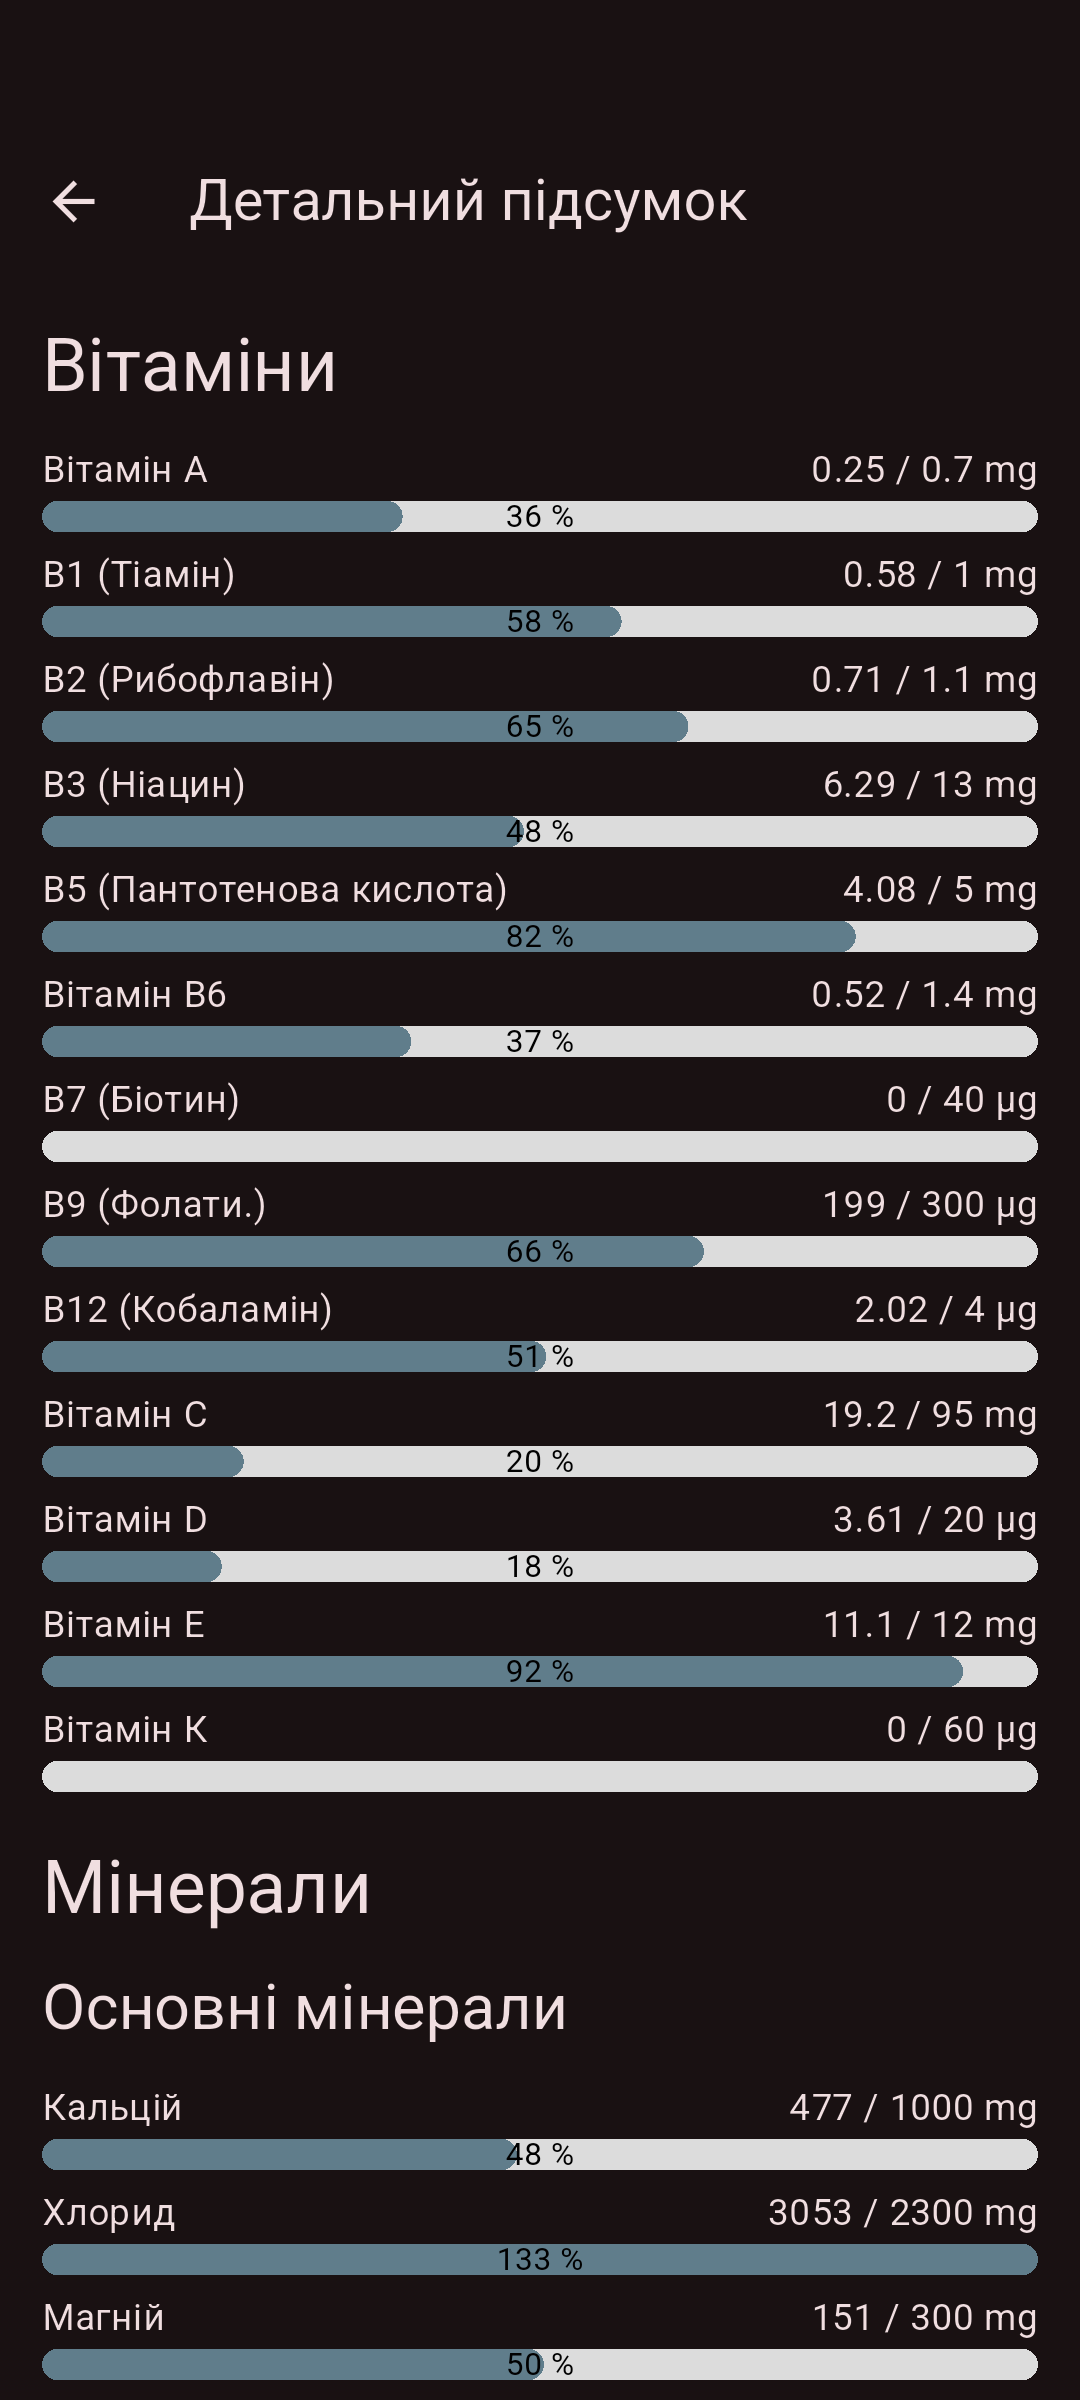 Детальний підсумок
Вітаміни
Вітамін A 0.25 / 0.7 mg
36 %
B1 (Тіамін) 0.58 / 1 mg
58 %
B2 (Рибофлавін) 0.71 / 1.1 mg
65 %
B3 (Ніацин) 6.29 / 13 mg
48 %
B5 (Пантотенова кислота) 4.08 / 5 mg
82 %
Вітамін B6 0.52 / 1.4 mg
37 %
B7 (Біотин) 0 / 40 µg
B9 (Фолати.) 199 / 300 µg
66 %
B12 (Кобаламін) 2.02 / 4 µg
51 %
Вітамін C 19.2 / 95 mg
20 %
Вітамін D 3.61 / 20 µg
18 %
Вітамін E 11.1 / 12 mg
92 %
Вітамін K 0 / 60 µg
Мінерали
Основні мінерали
Кальцій 477 / 1000 mg
48 %
Хлорид 3053 / 2300 mg
133 %
Магній 151 / 300 mg
50 %